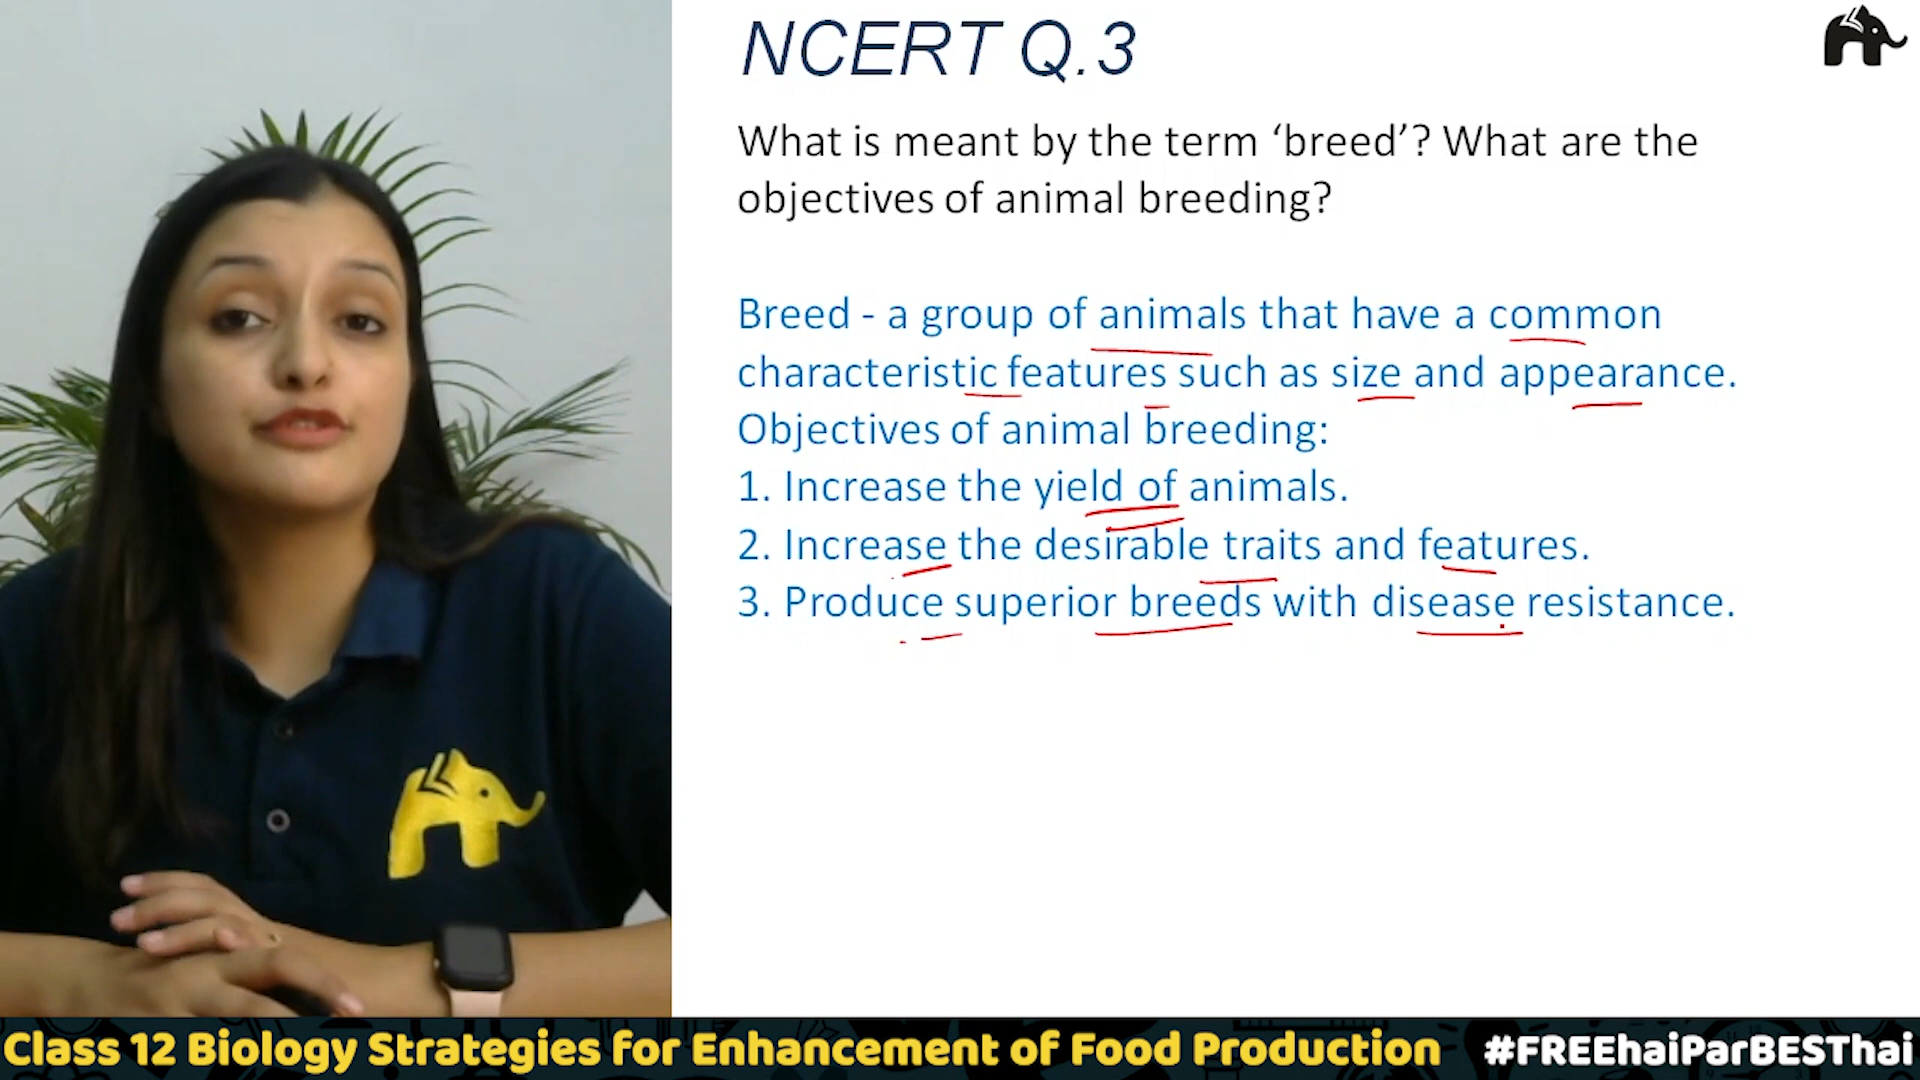 NCERT Q.3
What is meant by the term ‘breed’? What are the
objectives of animal breeding?
Breed - a group of animals that have a common
characteristic features such as size and appearance.
Objectives of animal breeding:
1. Increase the yield of animals.
2. Increase the desirable traits and features.
3. Produce superior breeds with disease resistance.
Class 12 Biology Strategies for Enhancement of Food Production
#FREEhaiParBESThai